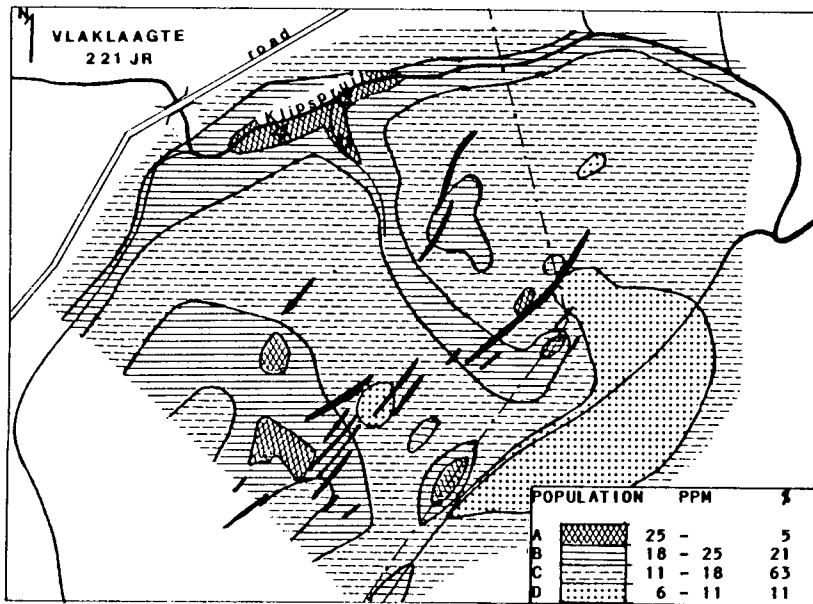 N
VLAKLAAGTE
221 JR
road
Klipspruit
POPULATION PPM %
A 25 - 5
B 18 - 25 21
C 11 - 18 63
D 6 - 11 11